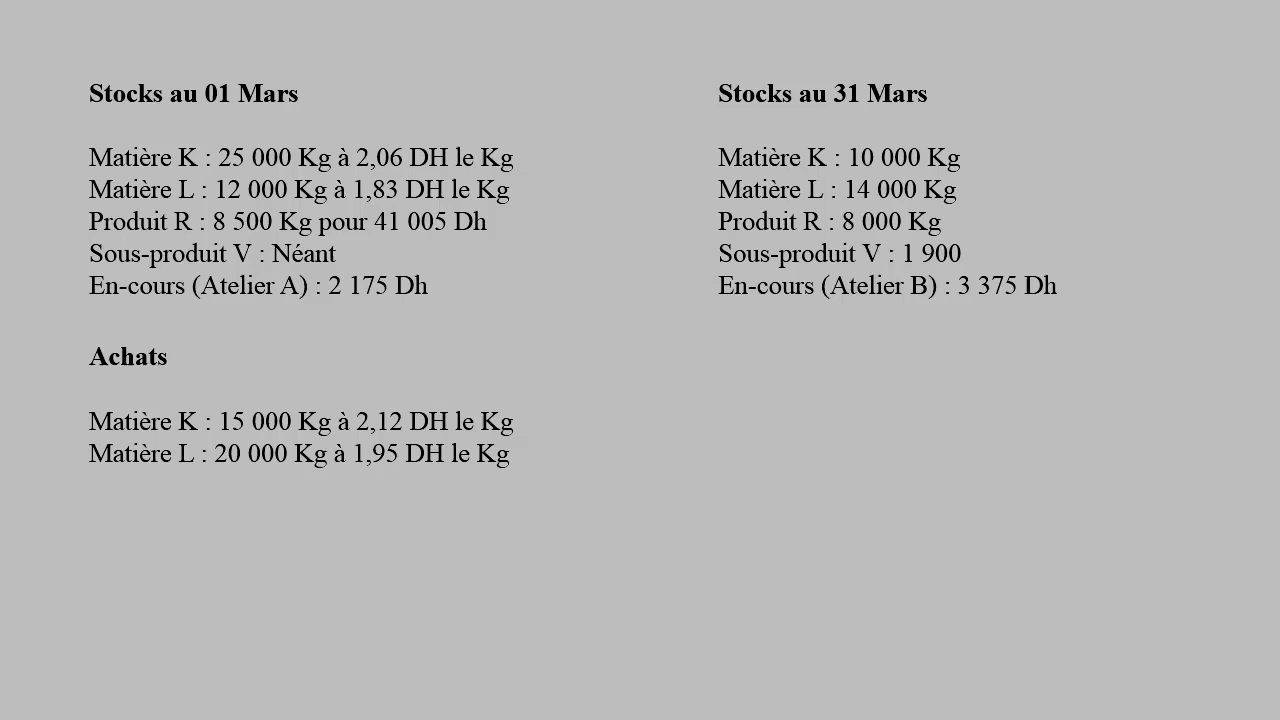 Stocks au 01 Mars
Matière K : 25 000 Kg à 2,06 DH le Kg
Matière L : 12 000 Kg à 1,83 DH le Kg
Produit R : 8 500 Kg pour 41 005 Dh
Sous-produit V : Néant
En-cours (Atelier A) : 2 175 Dh
Achats
Matière K : 15 000 Kg à 2,12 DH le Kg
Matière L : 20 000 Kg à 1,95 DH le Kg
Stocks au 31 Mars
Matière K : 10 000 Kg
Matière L : 14 000 Kg
Produit R : 8 000 Kg
Sous-produit V : 1 900
En-cours (Atelier B) : 3 375 Dh